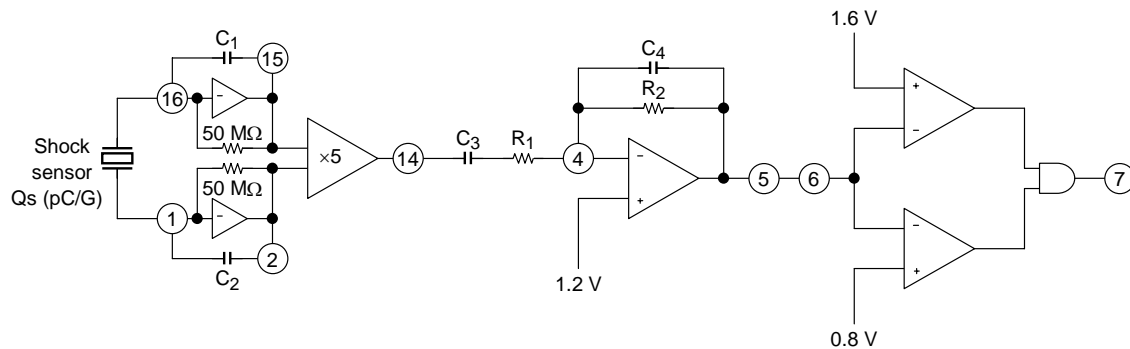 1.6 V
C1
15
C4
16
R2
50 MΩ
Shock
sensor
Qs (pC/G)
×5
14
C3
R1
4
5
6
7
50 MΩ
1
2
C2
1.2 V
0.8 V